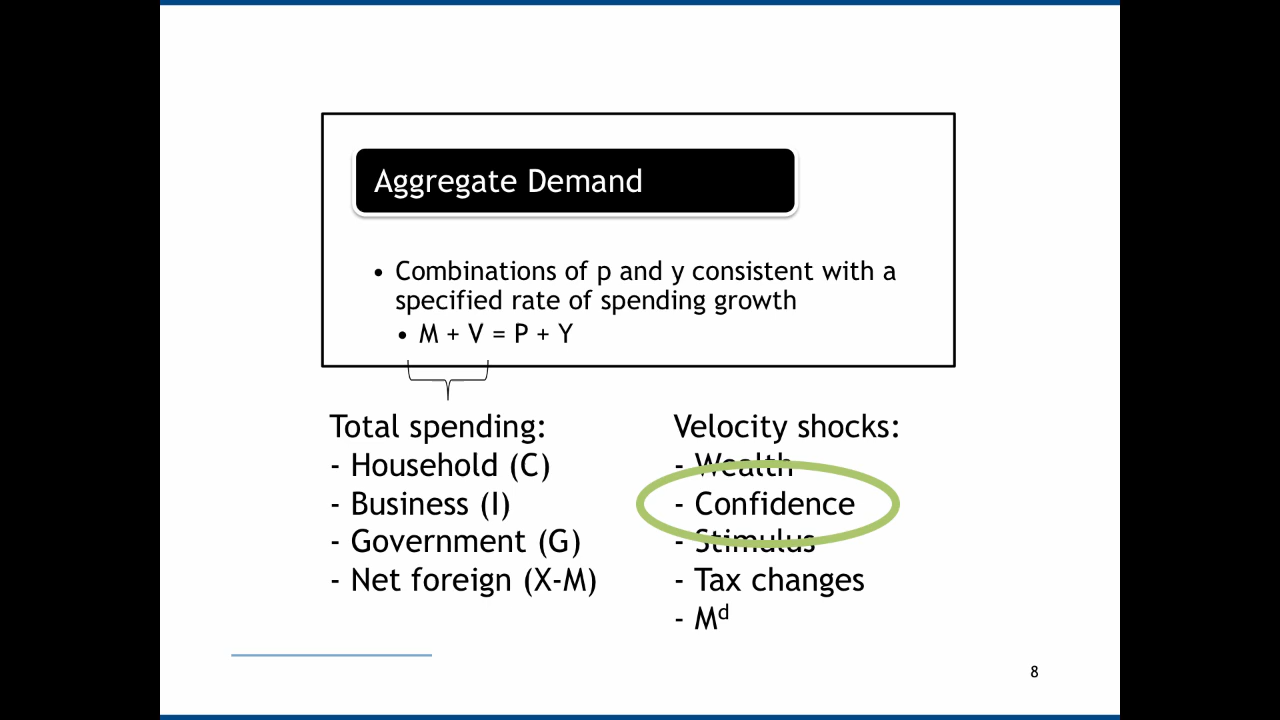 Aggregate Demand
• Combinations of p and y consistent with a
specified rate of spending growth
• M + V = P + Y
Total spending:
- Household (C)
- Business (I)
- Government (G)
- Net foreign (X-M)
Velocity shocks:
- Wealth
- Confidence
- Stimulus
- Tax changes
- Mᵈ
8